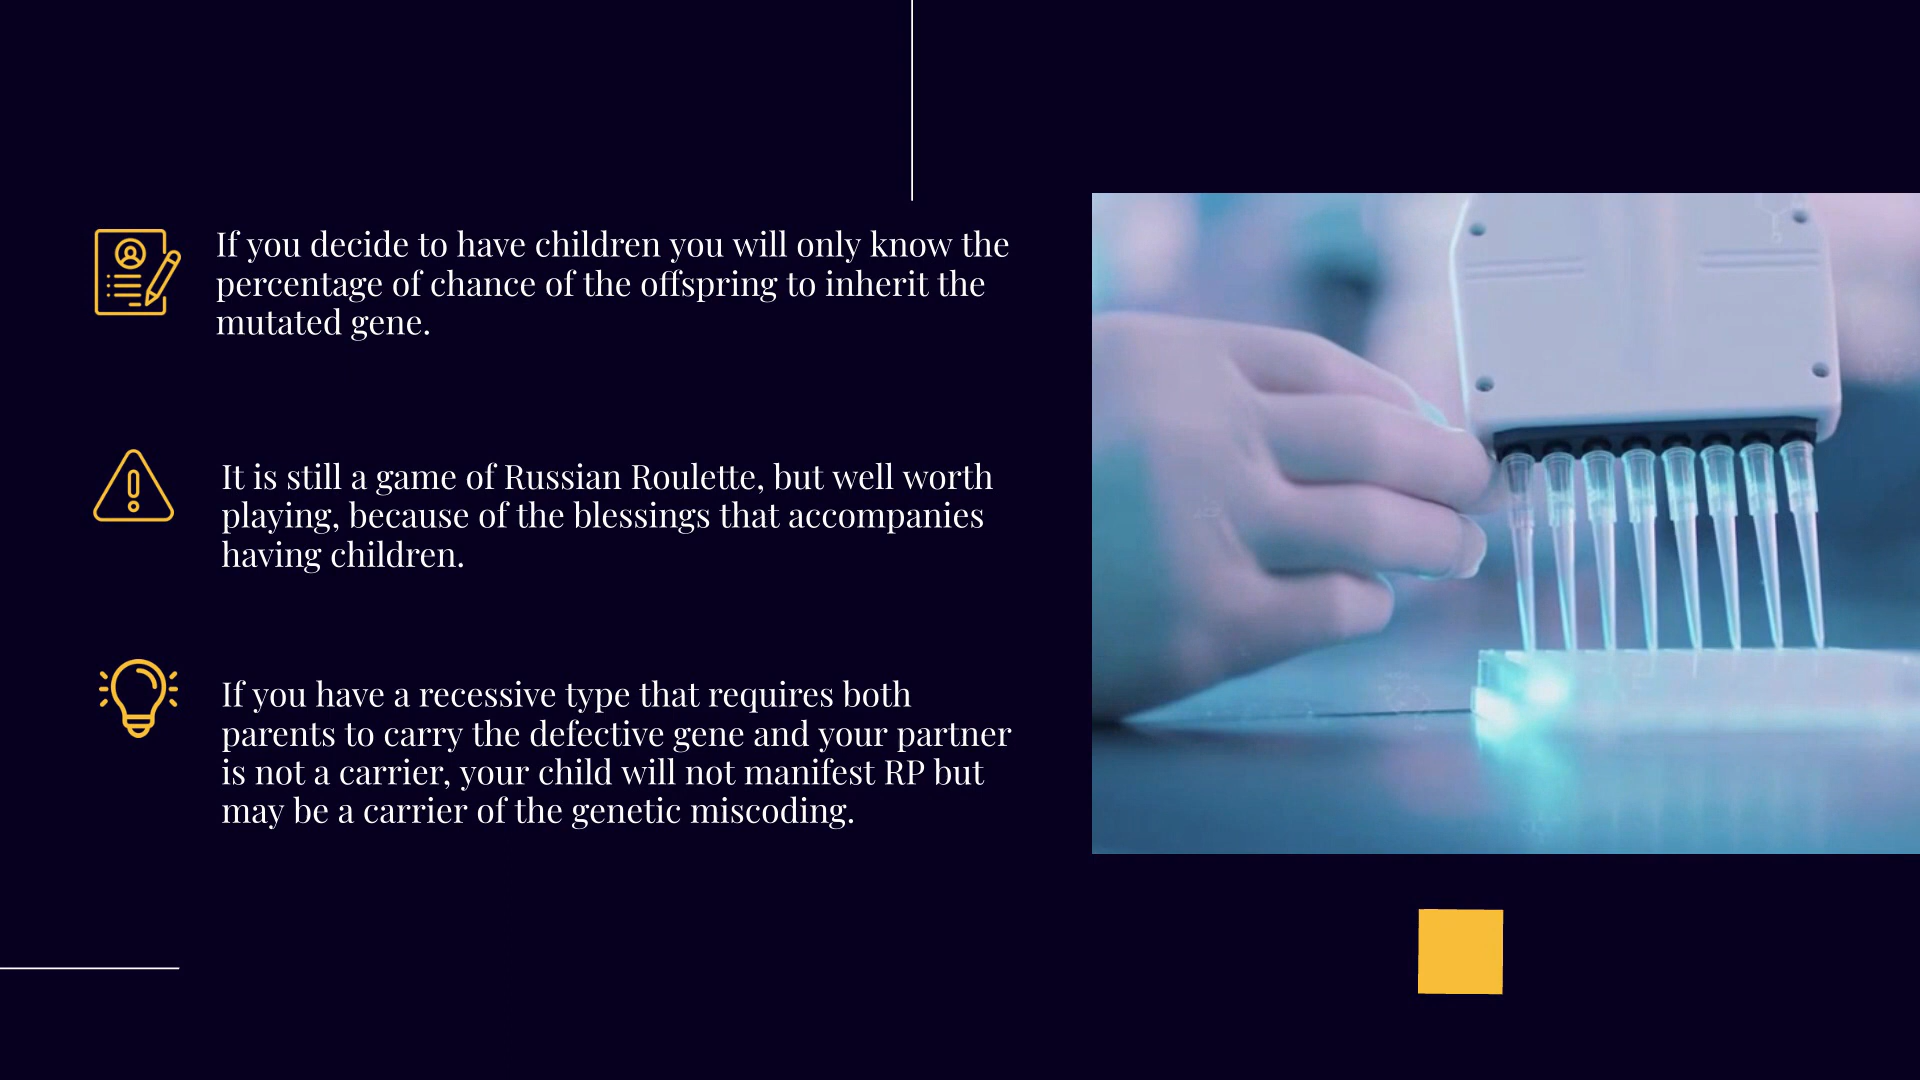 If you decide to have children you will only know the
percentage of chance of the offspring to inherit the
mutated gene.
It is still a game of Russian Roulette, but well worth
playing, because of the blessings that accompanies
having children.
If you have a recessive type that requires both
parents to carry the defective gene and your partner
is not a carrier, your child will not manifest RP but
may be a carrier of the genetic miscoding.